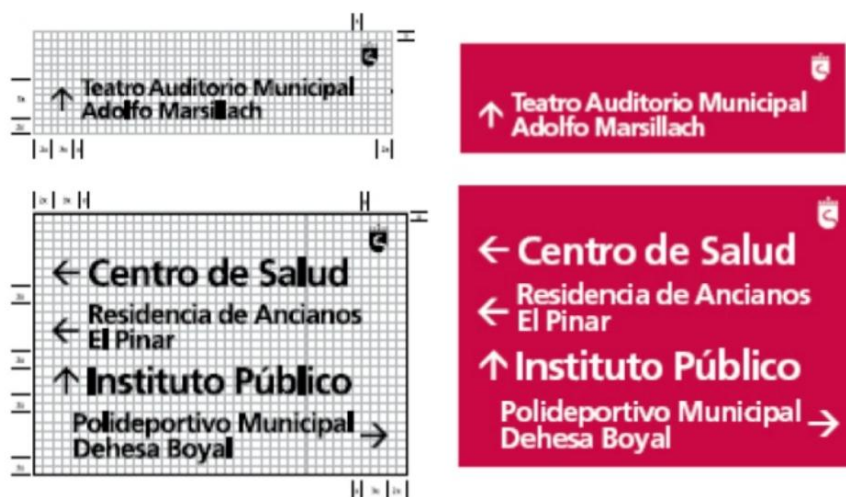 Teatro Auditorio Municipal
Adolfo Marsillach
Teatro Auditorio Municipal
Adolfo Marsillach
Centro de Salud
Residencia de Ancianos
El Pinar
Instituto Público
Polideportivo Municipal
Dehesa Boyal
Centro de Salud
Residencia de Ancianos
El Pinar
Instituto Público
Polideportivo Municipal
Dehesa Boyal